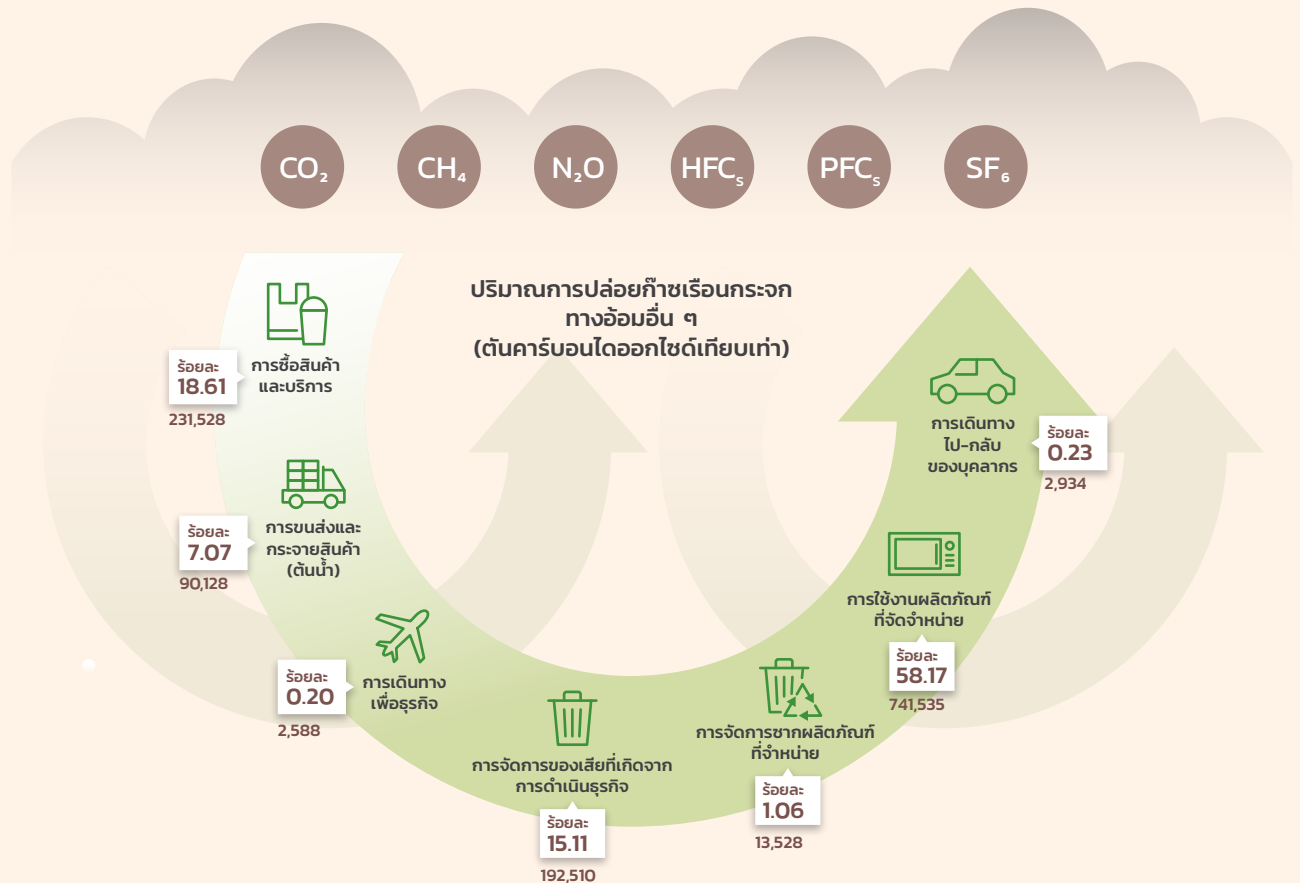 CO₂ CH₄ N₂O HFCₛ PFCₛ SF₆
ปริมาณการปล่อยก๊าซเรือนกระจก
ทางอ้อมอื่น ๆ
(ตันคาร์บอนไดออกไซด์เทียบเท่า)
การซื้อสินค้า
และบริการ
ร้อยละ
18.61
231,528
การขนส่งและ
กระจายสินค้า
(ต้นน้ำ)
ร้อยละ
7.07
90,128
การเดินทาง
เพื่อธุรกิจ
ร้อยละ
0.20
2,588
การจัดการของเสียที่เกิดจาก
การดำเนินธุรกิจ
ร้อยละ
15.11
192,510
การจัดการซากผลิตภัณฑ์
ที่จำหน่าย
ร้อยละ
1.06
13,528
การใช้งานผลิตภัณฑ์
ที่จัดจำหน่าย
ร้อยละ
58.17
741,535
การเดินทาง
ไป-กลับ
ของบุคลากร
ร้อยละ
0.23
2,934